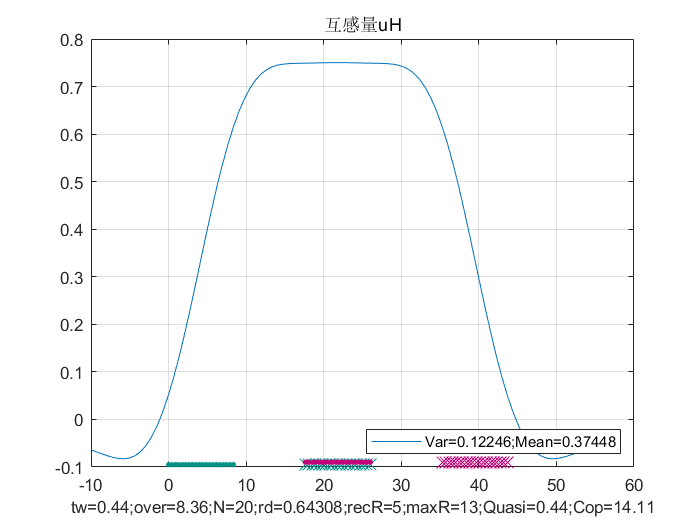 互感量uH
0.8
0.7
0.6
0.5
0.4
0.3
0.2
0.1
0
-0.1
Var=0.12246;Mean=0.37448
-10 0 10 20 30 40 50 60
tw=0.44;over=8.36;N=20;rd=0.64308;recR=5;maxR=13;Quasi=0.44;Cop=14.11